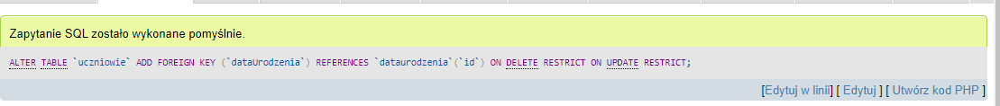 Zapytanie SQL zostało wykonane pomyślnie.
ALTER TABLE `uczniowie` ADD FOREIGN KEY (`dataUrodzenia`) REFERENCES `dataurodzenia`(`id`) ON DELETE RESTRICT ON UPDATE RESTRICT;
[Edytuj w linii] [ Edytuj ] [ Utwórz kod PHP ]